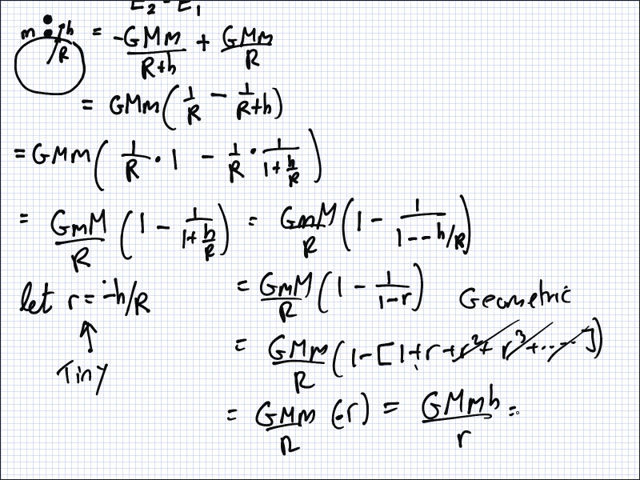 E₂ - E₁
m h R = -GMm/(R+h) + GMm/R
= GMm(1/R - 1/(R+h))
= GMm(1/R · 1 - 1/R · 1/(1+h/R))
= GmM/R (1 - 1/(1+h/R)) = GmM/R (1 - 1/(1--h/R))
let r = -h/R = GmM/R (1 - 1/(1-r)) Geometric
↑ = GMm/R (1-[1+r+r²+r³+....])
Tiny
= GMm/R (-r) = GMmh/r =